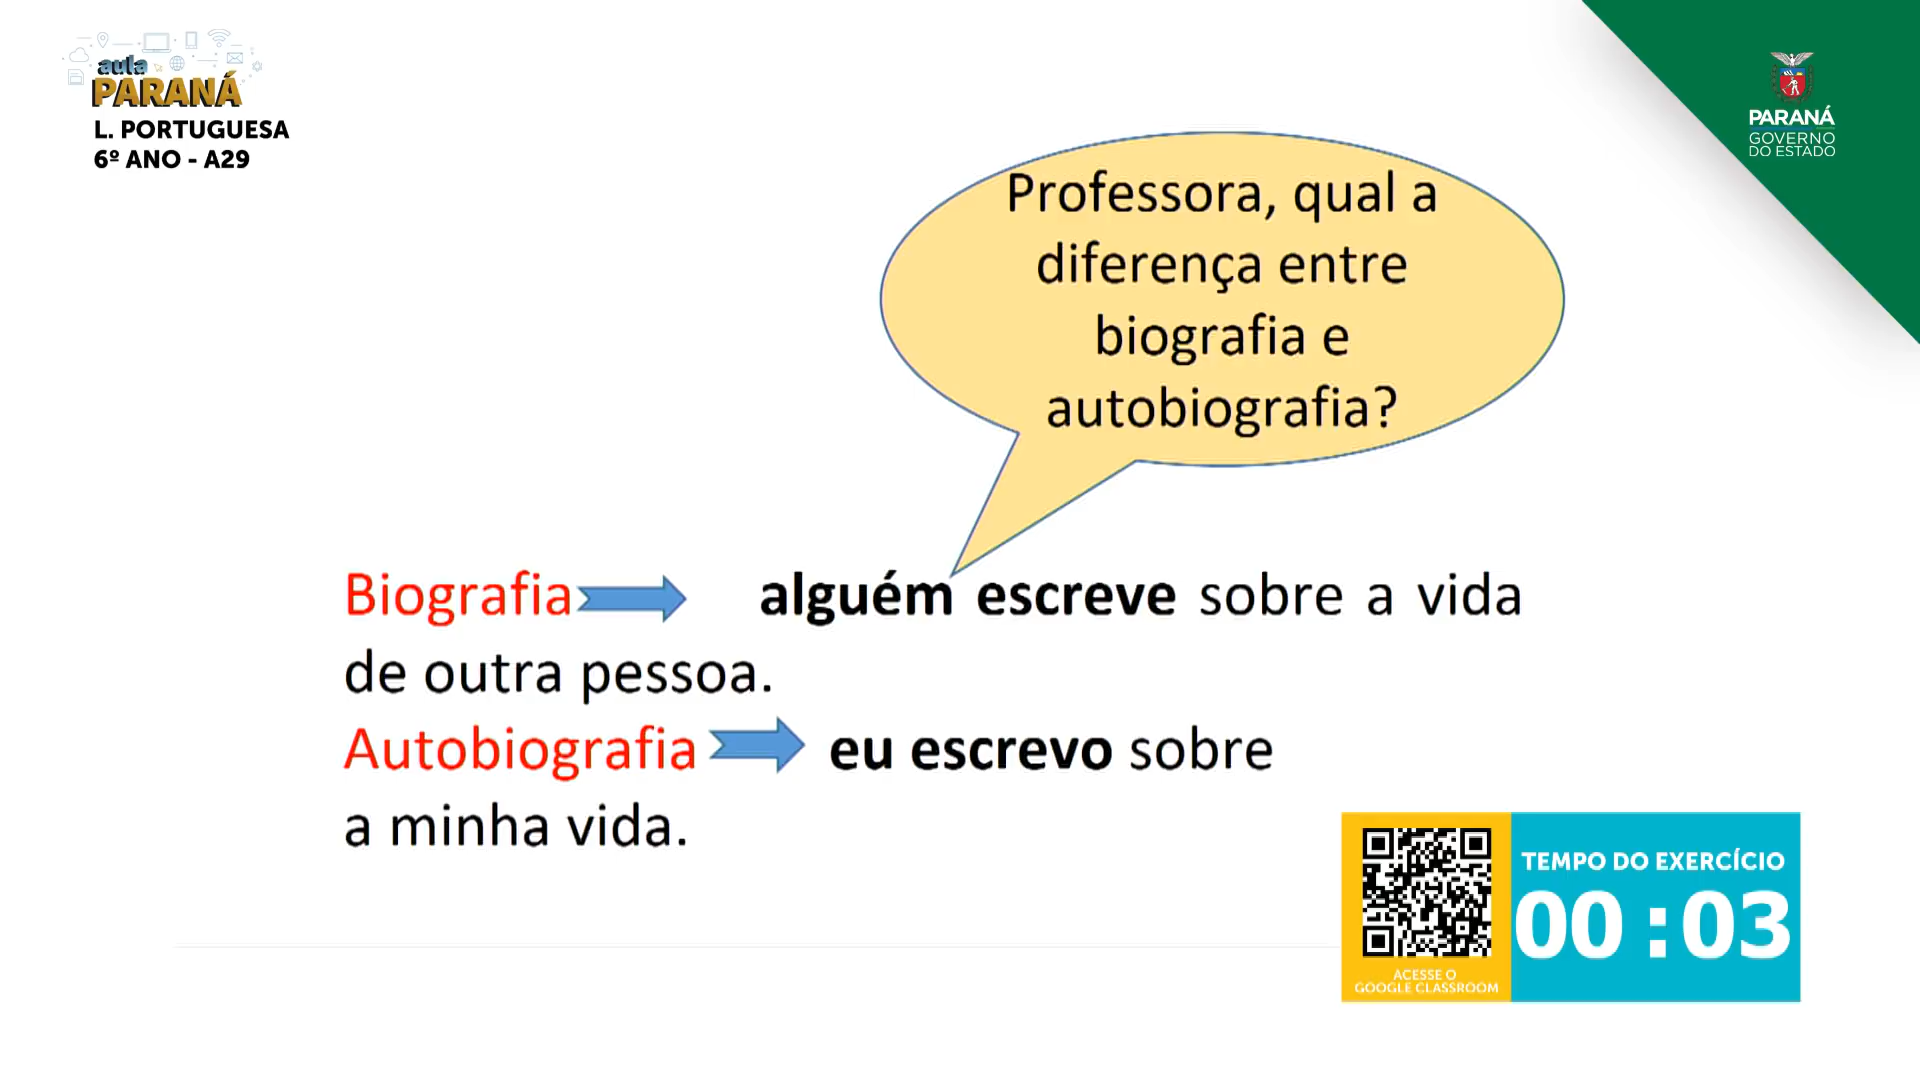 aula
PARANÁ
L. PORTUGUESA
6º ANO - A29
PARANÁ
GOVERNO
DO ESTADO
Professora, qual a
diferença entre
biografia e
autobiografia?
Biografia alguém escreve sobre a vida
de outra pessoa.
Autobiografia eu escrevo sobre
a minha vida.
TEMPO DO EXERCÍCIO
00:03
ACESSE O
GOOGLE CLASSROOM